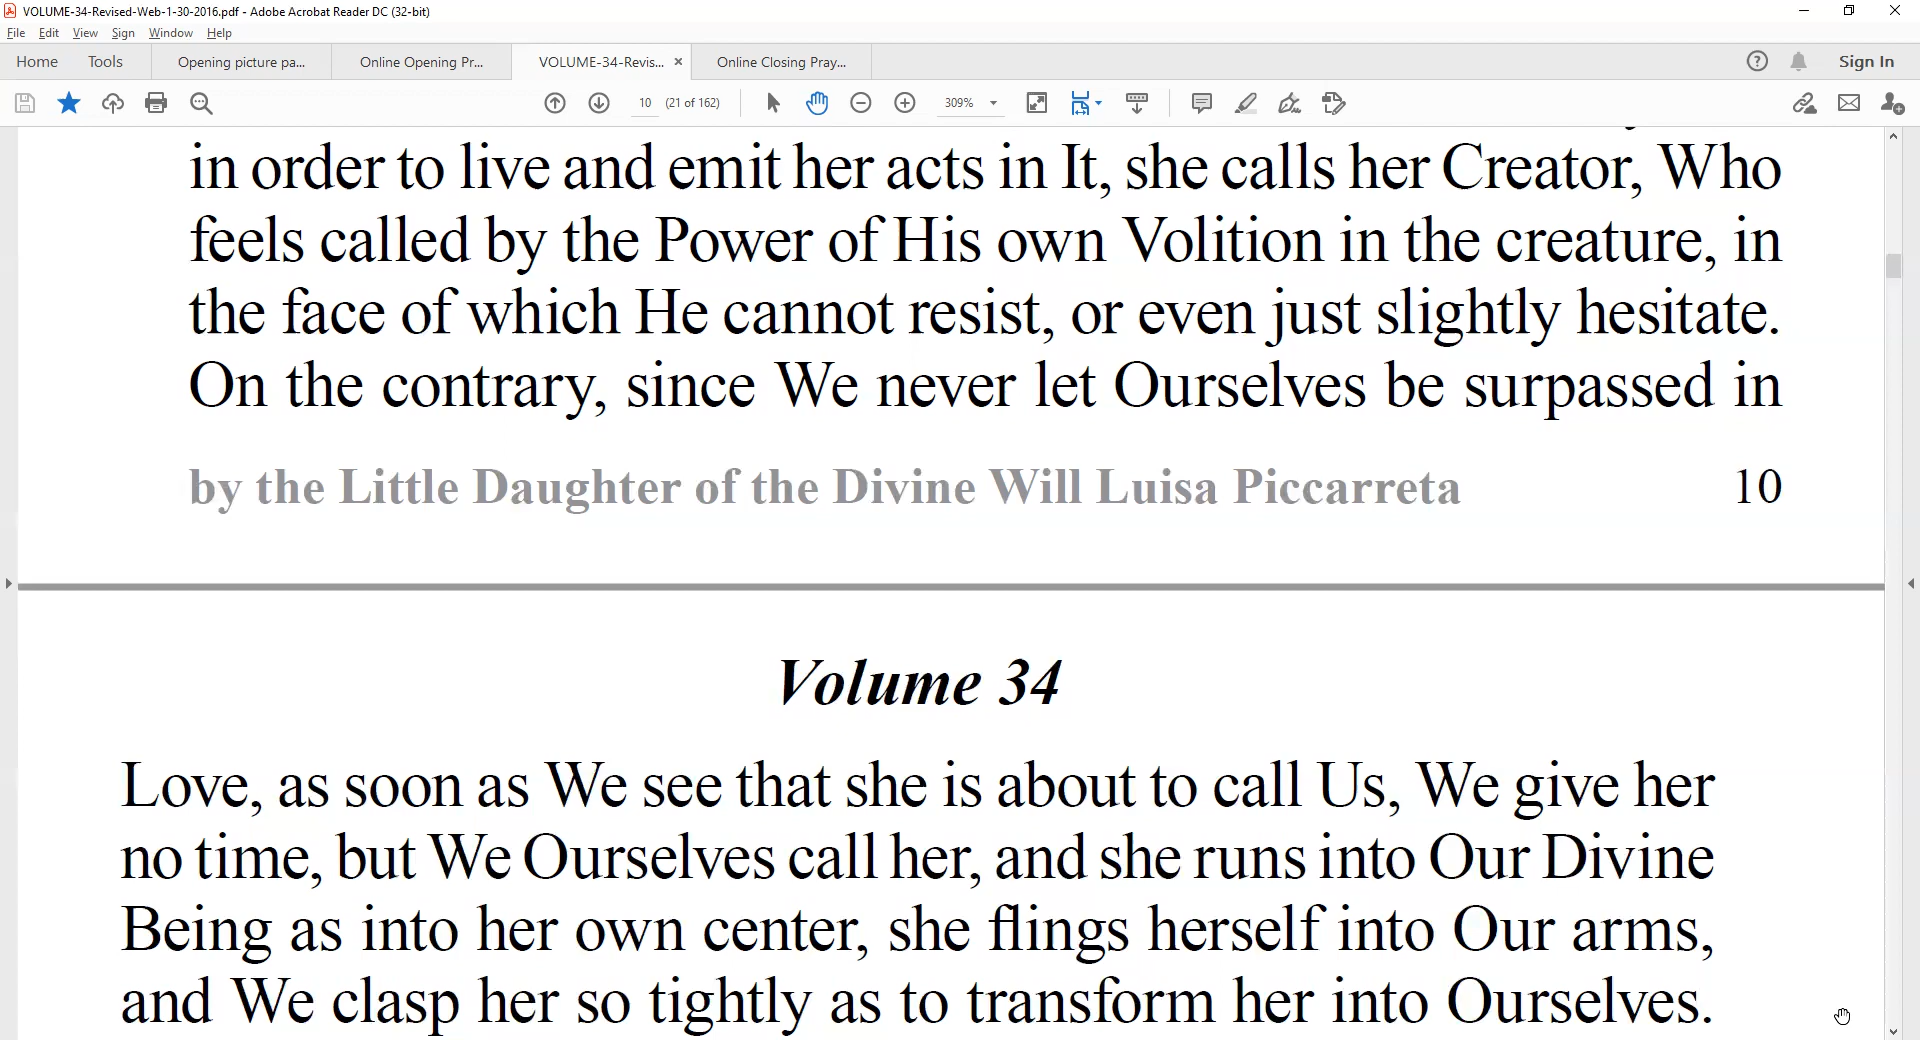 VOLUME-34-Revised-Web-1-30-2016.pdf - Adobe Acrobat Reader DC (32-bit)
File Edit View Sign Window Help
Home Tools Opening picture pa... Online Opening Pr... VOLUME-34-Revis... × Online Closing Pray... Sign In
10 (21 of 162) 309%
in order to live and emit her acts in It, she calls her Creator, Who
feels called by the Power of His own Volition in the creature, in
the face of which He cannot resist, or even just slightly hesitate.
On the contrary, since We never let Ourselves be surpassed in
by the Little Daughter of the Divine Will Luisa Piccarreta 10
Volume 34
Love, as soon as We see that she is about to call Us, We give her
no time, but We Ourselves call her, and she runs into Our Divine
Being as into her own center, she flings herself into Our arms,
and We clasp her so tightly as to transform her into Ourselves.